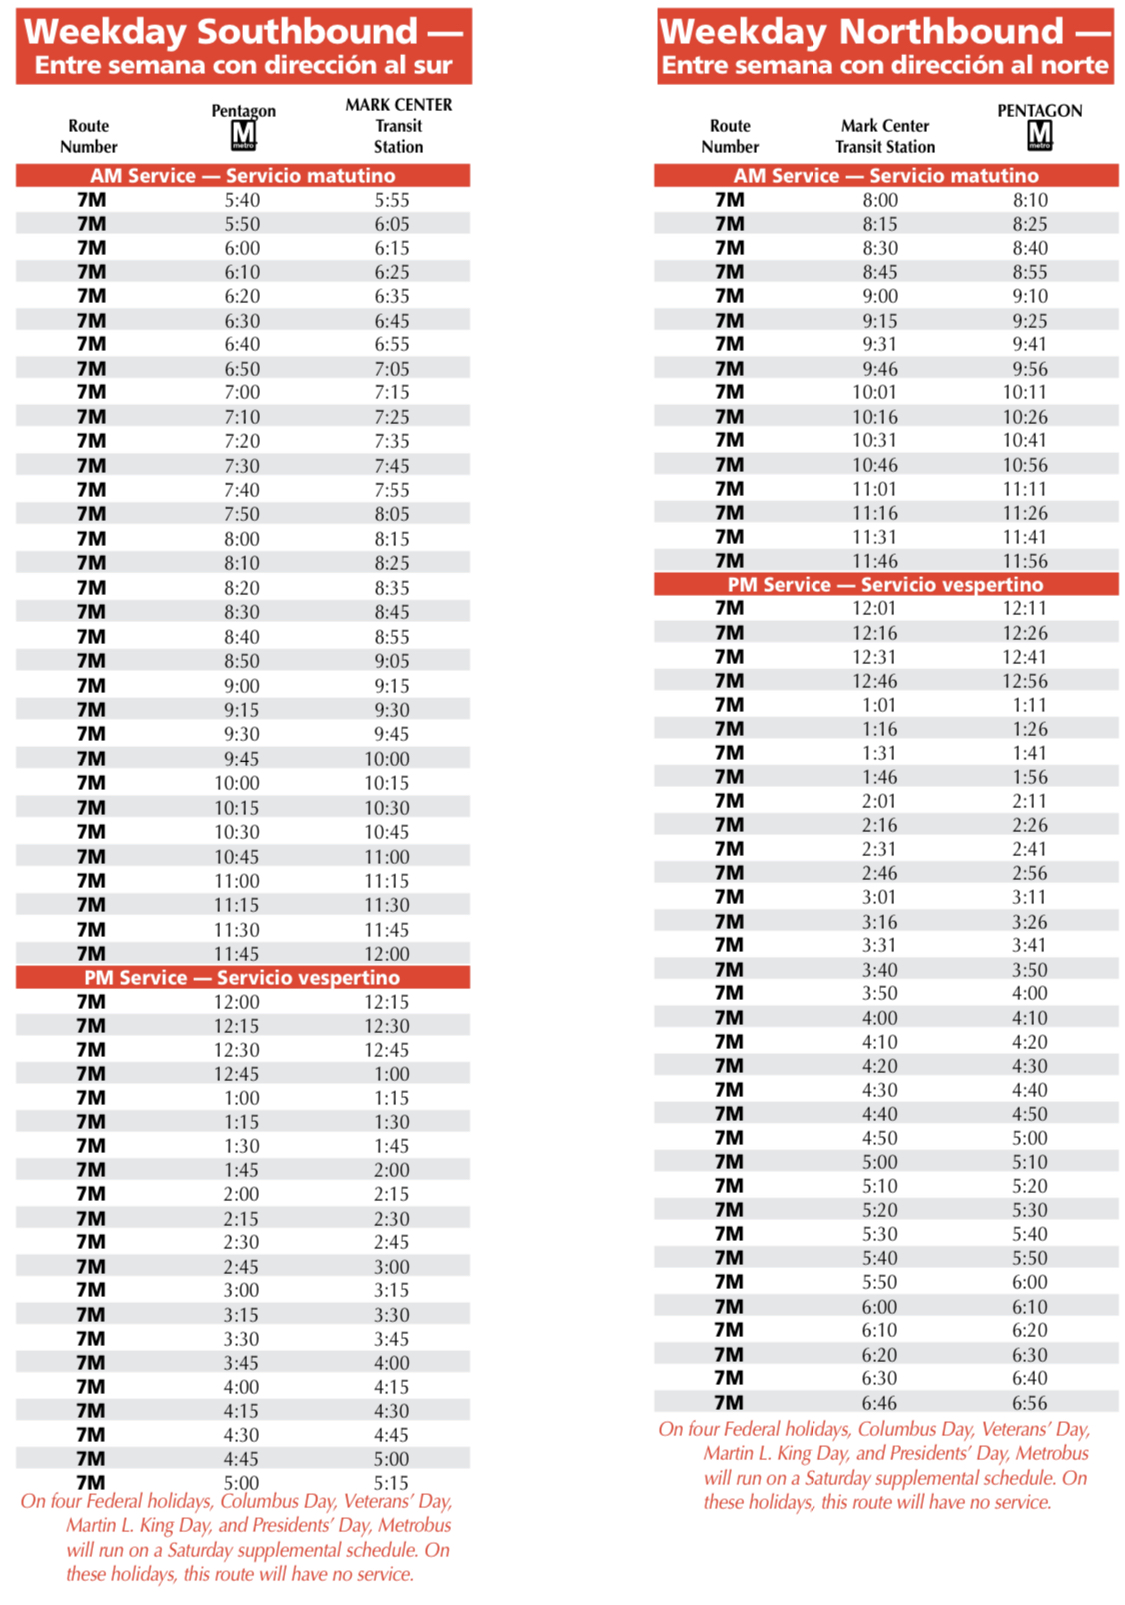 Weekday Southbound —
Entre semana con dirección al sur
Route
Number
Pentagon
M
metro
MARK CENTER
Transit
Station
AM Service — Servicio matutino
7M 5:40 5:55
7M 5:50 6:05
7M 6:00 6:15
7M 6:10 6:25
7M 6:20 6:35
7M 6:30 6:45
7M 6:40 6:55
7M 6:50 7:05
7M 7:00 7:15
7M 7:10 7:25
7M 7:20 7:35
7M 7:30 7:45
7M 7:40 7:55
7M 7:50 8:05
7M 8:00 8:15
7M 8:10 8:25
7M 8:20 8:35
7M 8:30 8:45
7M 8:40 8:55
7M 8:50 9:05
7M 9:00 9:15
7M 9:15 9:30
7M 9:30 9:45
7M 9:45 10:00
7M 10:00 10:15
7M 10:15 10:30
7M 10:30 10:45
7M 10:45 11:00
7M 11:00 11:15
7M 11:15 11:30
7M 11:30 11:45
7M 11:45 12:00
PM Service — Servicio vespertino
7M 12:00 12:15
7M 12:15 12:30
7M 12:30 12:45
7M 12:45 1:00
7M 1:00 1:15
7M 1:15 1:30
7M 1:30 1:45
7M 1:45 2:00
7M 2:00 2:15
7M 2:15 2:30
7M 2:30 2:45
7M 2:45 3:00
7M 3:00 3:15
7M 3:15 3:30
7M 3:30 3:45
7M 3:45 4:00
7M 4:00 4:15
7M 4:15 4:30
7M 4:30 4:45
7M 4:45 5:00
7M 5:00 5:15
On four Federal holidays, Columbus Day, Veterans’ Day,
Martin L. King Day, and Presidents’ Day, Metrobus
will run on a Saturday supplemental schedule. On
these holidays, this route will have no service.
Weekday Northbound —
Entre semana con dirección al norte
Route
Number
Mark Center
Transit Station
PENTAGON
M
metro
AM Service — Servicio matutino
7M 8:00 8:10
7M 8:15 8:25
7M 8:30 8:40
7M 8:45 8:55
7M 9:00 9:10
7M 9:15 9:25
7M 9:31 9:41
7M 9:46 9:56
7M 10:01 10:11
7M 10:16 10:26
7M 10:31 10:41
7M 10:46 10:56
7M 11:01 11:11
7M 11:16 11:26
7M 11:31 11:41
7M 11:46 11:56
PM Service — Servicio vespertino
7M 12:01 12:11
7M 12:16 12:26
7M 12:31 12:41
7M 12:46 12:56
7M 1:01 1:11
7M 1:16 1:26
7M 1:31 1:41
7M 1:46 1:56
7M 2:01 2:11
7M 2:16 2:26
7M 2:31 2:41
7M 2:46 2:56
7M 3:01 3:11
7M 3:16 3:26
7M 3:31 3:41
7M 3:40 3:50
7M 3:50 4:00
7M 4:00 4:10
7M 4:10 4:20
7M 4:20 4:30
7M 4:30 4:40
7M 4:40 4:50
7M 4:50 5:00
7M 5:00 5:10
7M 5:10 5:20
7M 5:20 5:30
7M 5:30 5:40
7M 5:40 5:50
7M 5:50 6:00
7M 6:00 6:10
7M 6:10 6:20
7M 6:20 6:30
7M 6:30 6:40
7M 6:46 6:56
On four Federal holidays, Columbus Day, Veterans’ Day,
Martin L. King Day, and Presidents’ Day, Metrobus
will run on a Saturday supplemental schedule. On
these holidays, this route will have no service.